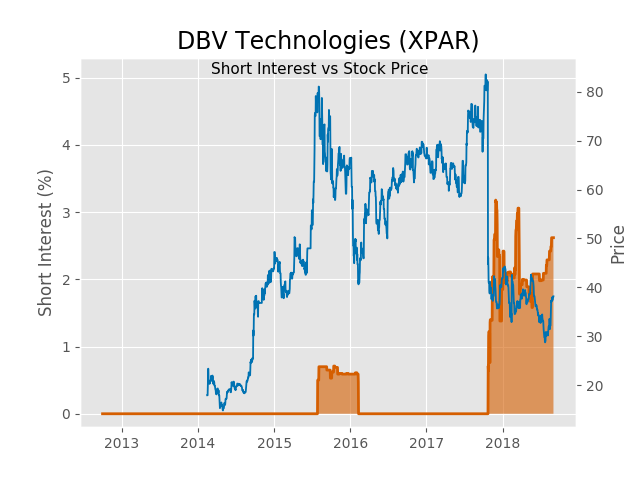 DBV Technologies (XPAR)
Short Interest vs Stock Price
Short Interest (%)
5
4
3
2
1
0
80
70
60
50
40
30
20
Price
2013 2014 2015 2016 2017 2018